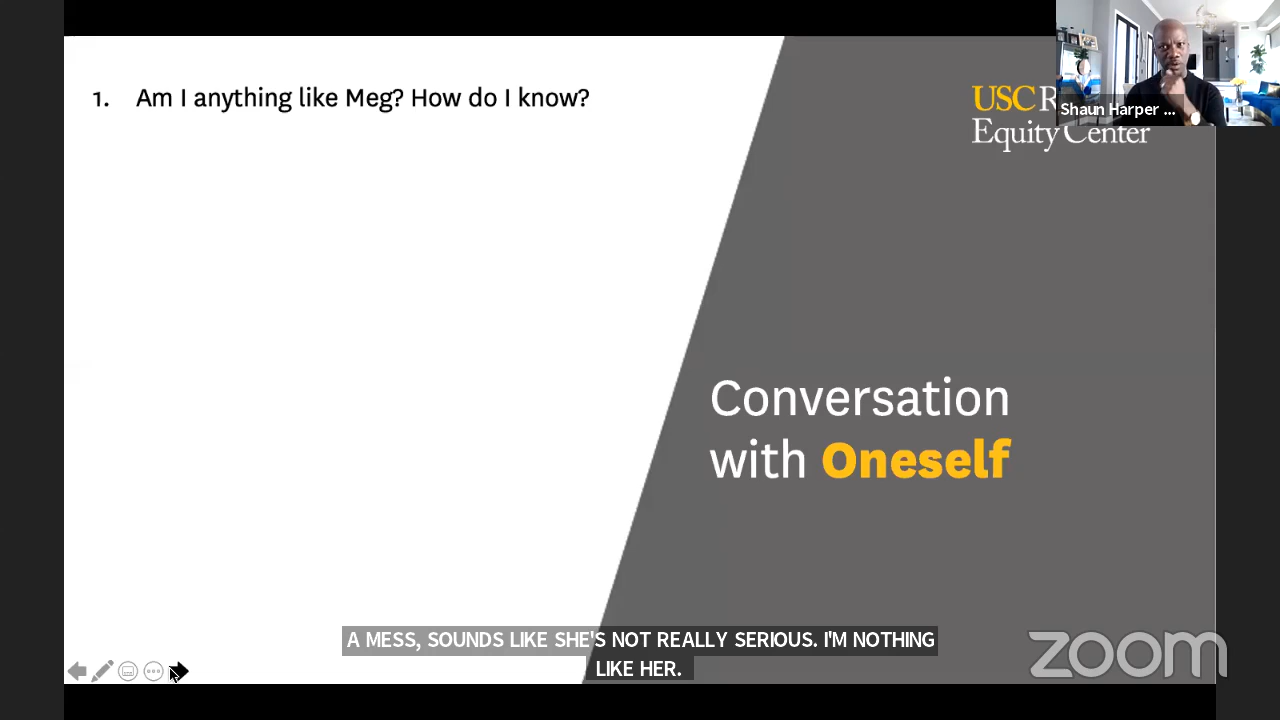 1. Am I anything like Meg? How do I know?
USC R
Equity Center
Shaun Harper ...
Conversation
with Oneself
A MESS, SOUNDS LIKE SHE'S NOT REALLY SERIOUS. I'M NOTHING
LIKE HER.
zoom